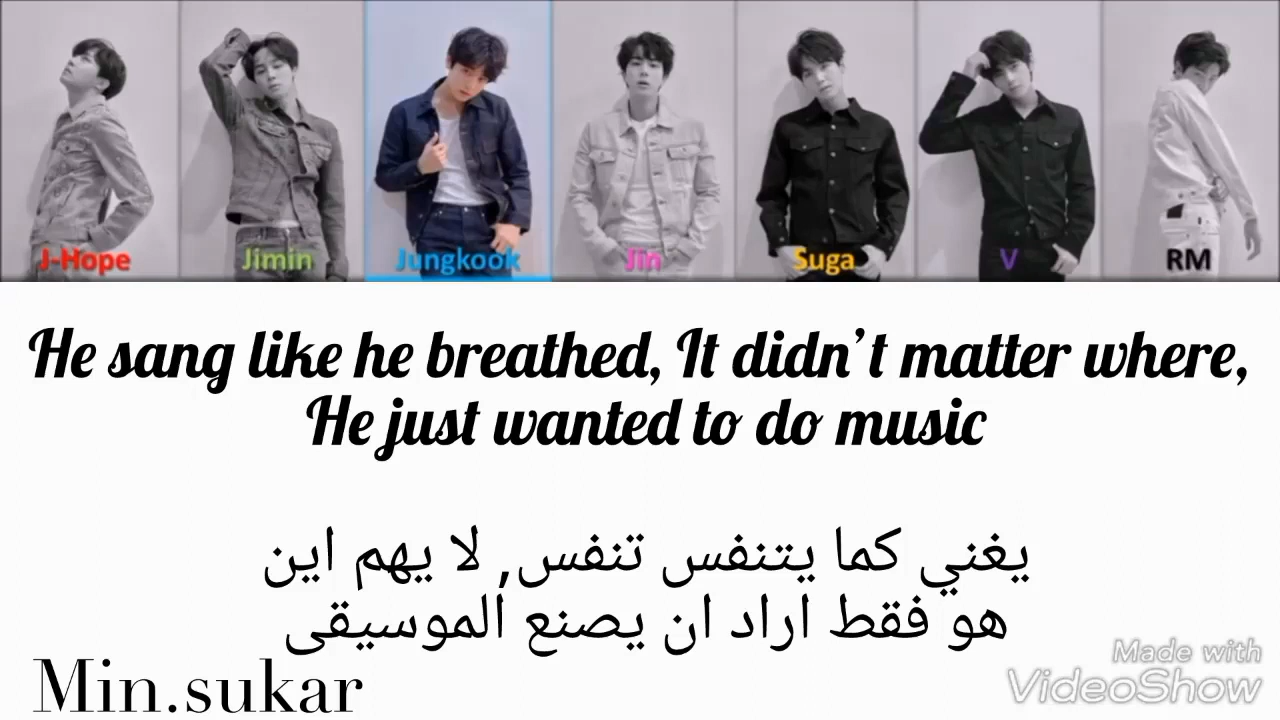 J-Hope
Jimin
Jungkook
Jin
Suga
V
RM
He sang like he breathed, It didn’t matter where,
He just wanted to do music
يغني كما يتنفس تنفس, لا يهم اين
هو فقط اراد ان يصنع الموسيقى
Min.sukar
Made with
VideoShow